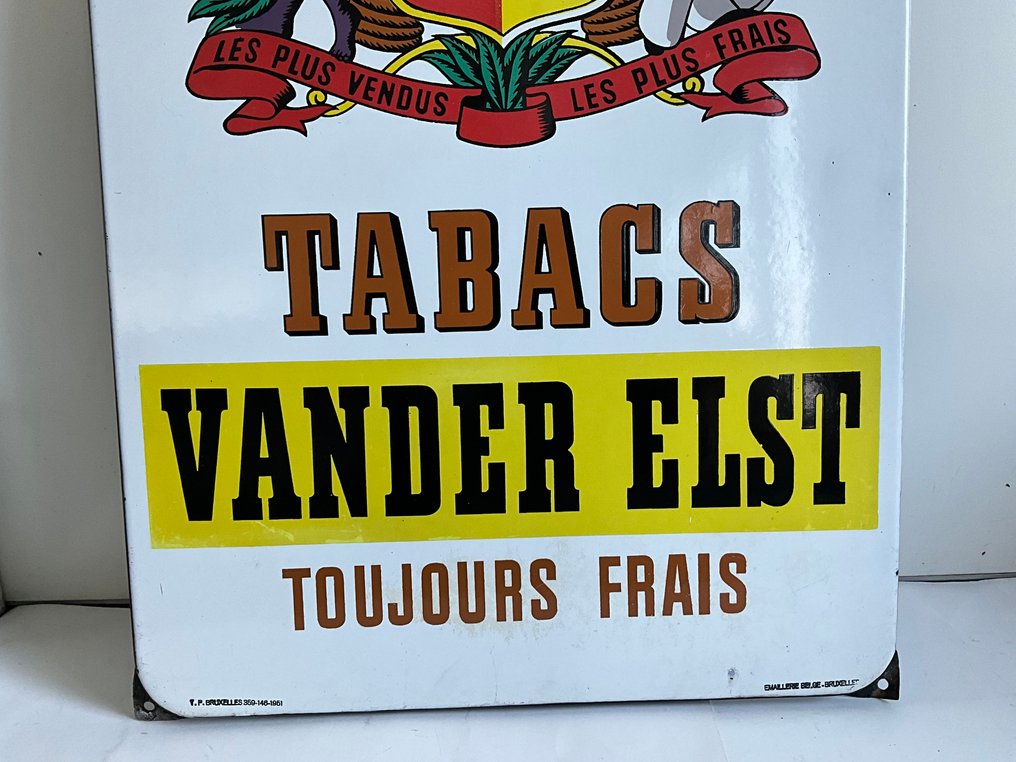 LES PLUS VENDUS LES PLUS FRAIS
TABACS
VANDER ELST
TOUJOURS FRAIS
T.P. BRUXELLES 359-146-1951
EMAILLERIE BELGE - BRUXELLES